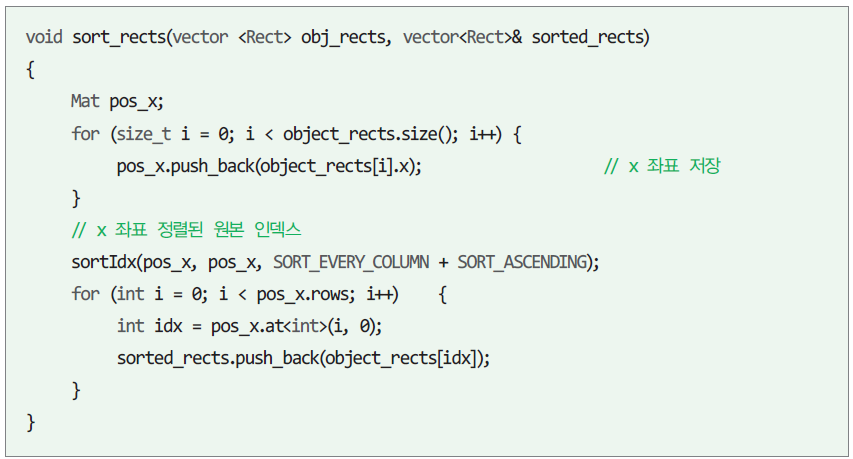 void sort_rects(vector <Rect> obj_rects, vector<Rect>& sorted_rects)
{
Mat pos_x;
for (size_t i = 0; i < object_rects.size(); i++) {
pos_x.push_back(object_rects[i].x); // x 좌표 저장
}
// x 좌표 정렬된 원본 인덱스
sortIdx(pos_x, pos_x, SORT_EVERY_COLUMN + SORT_ASCENDING);
for (int i = 0; i < pos_x.rows; i++) {
int idx = pos_x.at<int>(i, 0);
sorted_rects.push_back(object_rects[idx]);
}
}